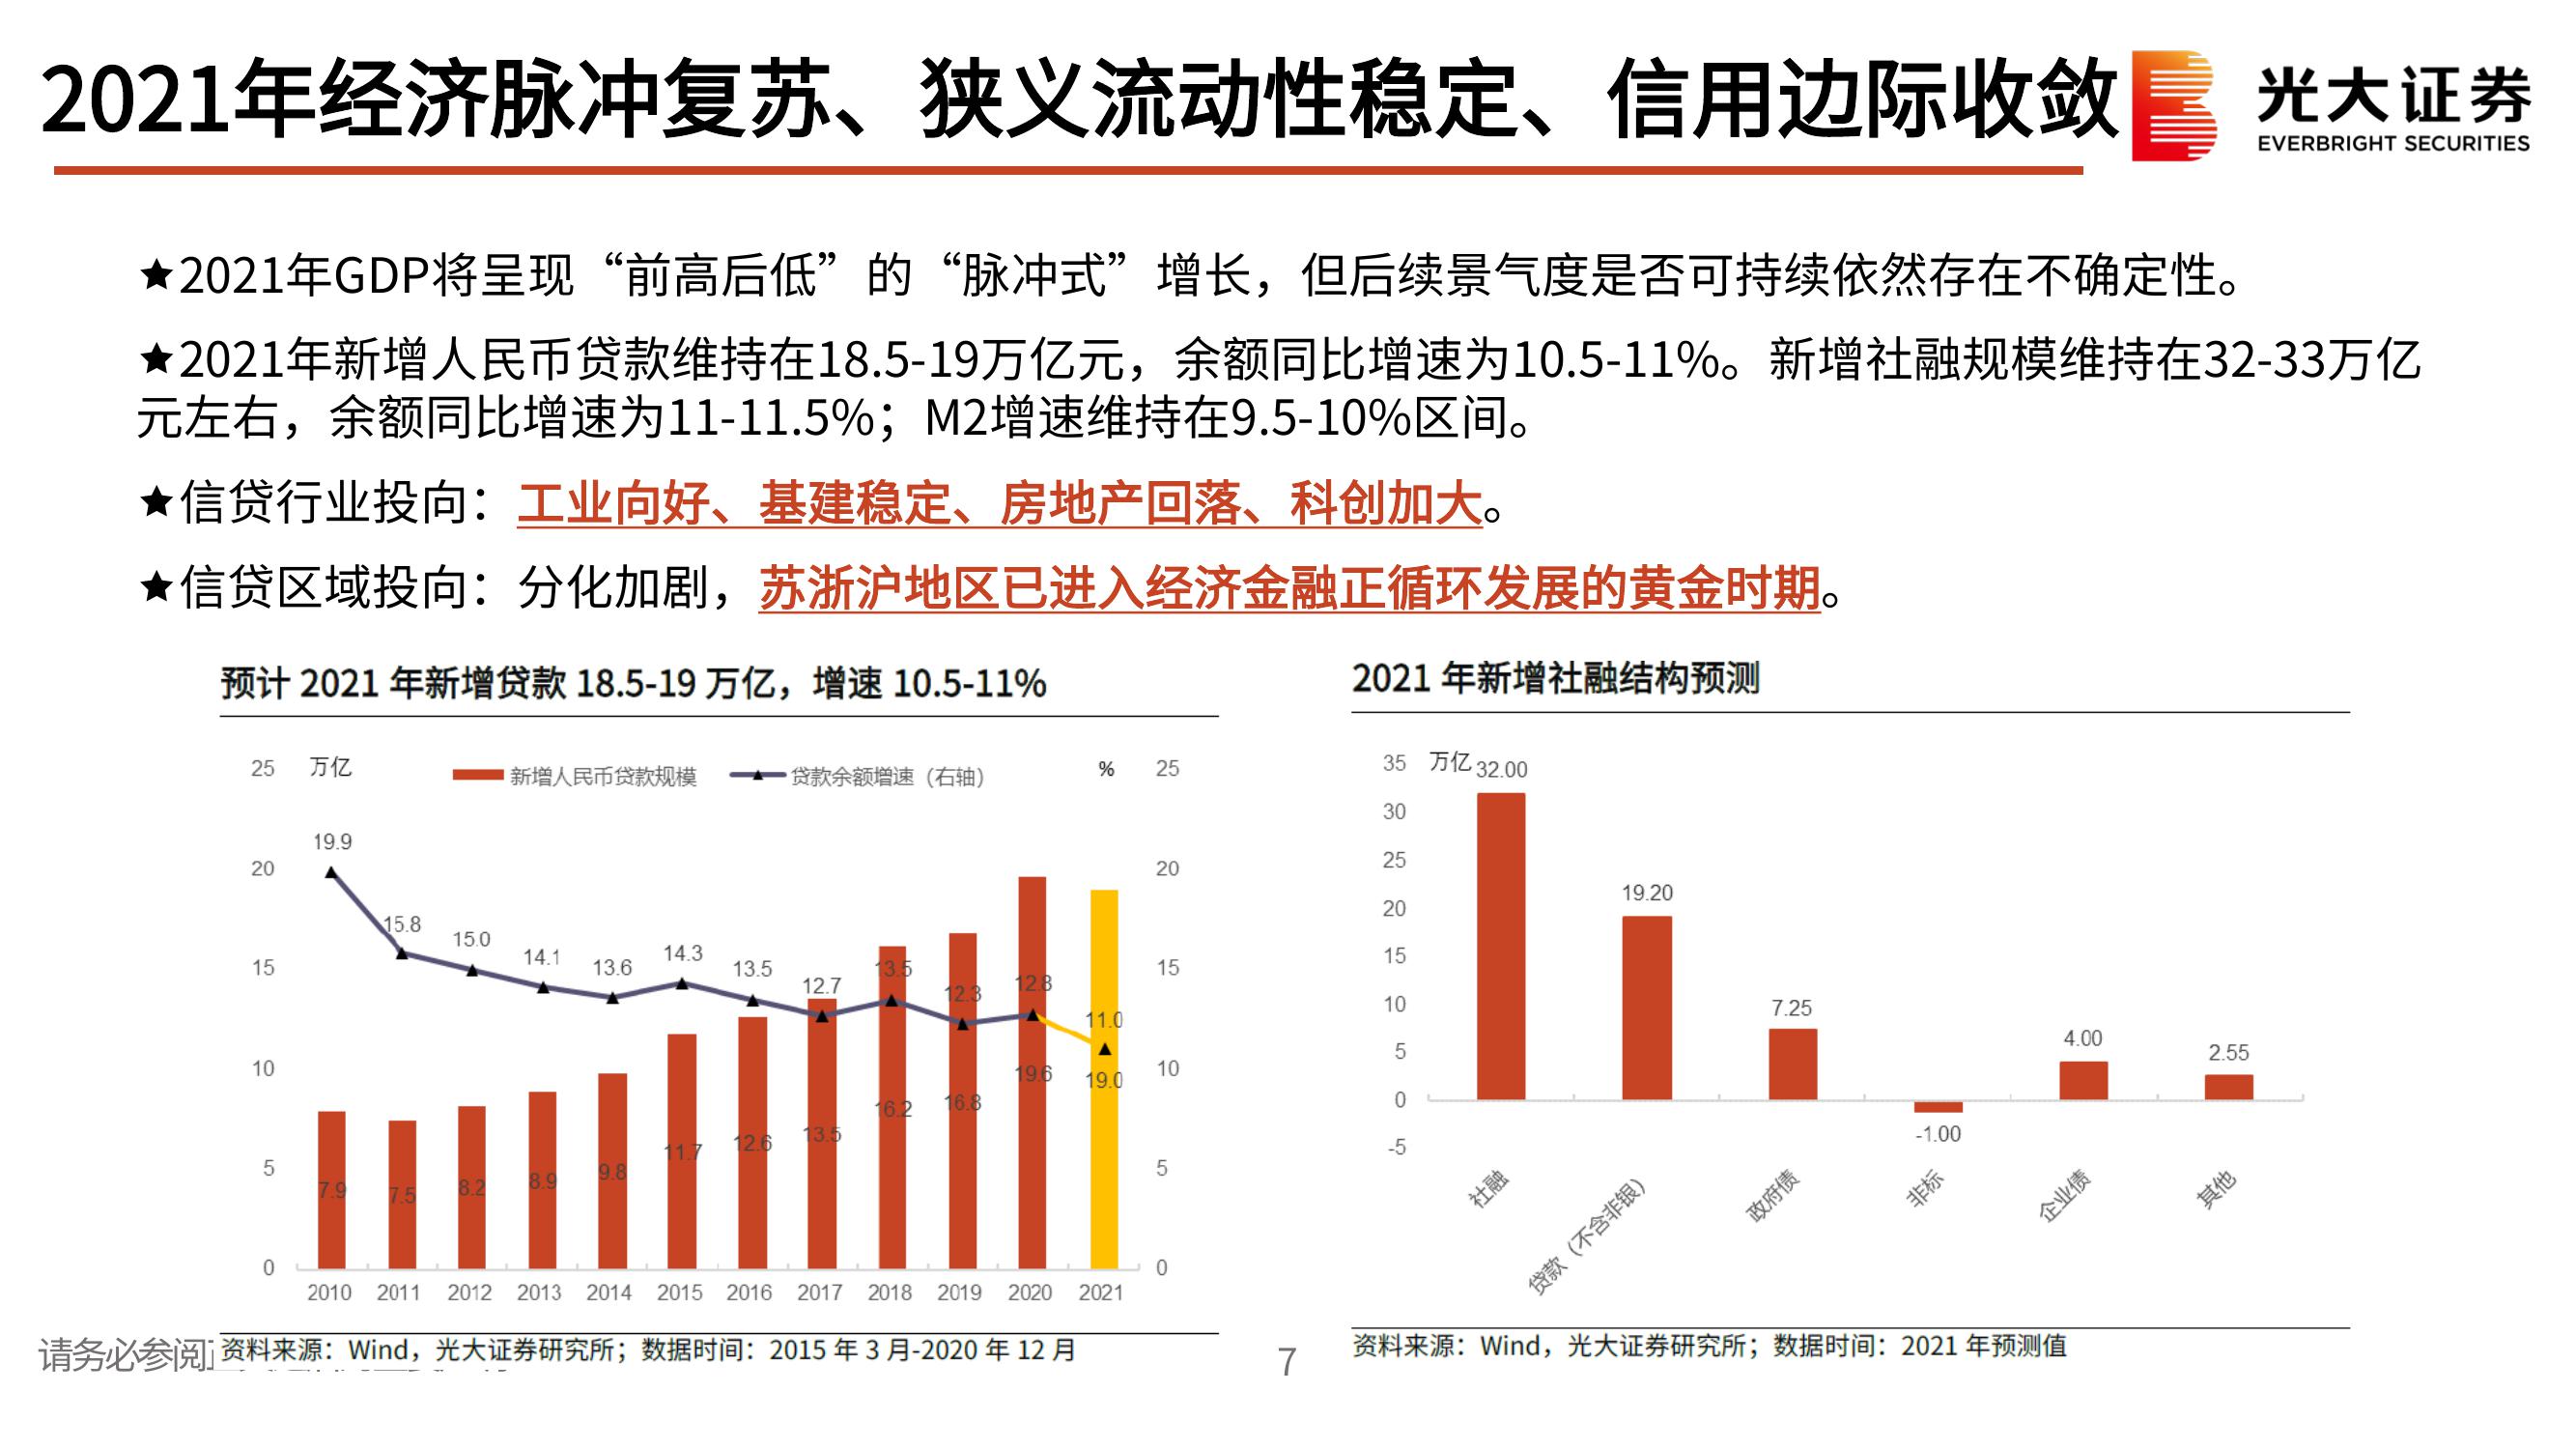 2021年经济脉冲复苏、狭义流动性稳定、信用边际收敛
光大证券
EVERBRIGHT SECURITIES
★2021年GDP将呈现“前高后低”的“脉冲式”增长，但后续景气度是否可持续依然存在不确定性。
★2021年新增人民币贷款维持在18.5-19万亿元，余额同比增速为10.5-11%。新增社融规模维持在32-33万亿
元左右，余额同比增速为11-11.5%；M2增速维持在9.5-10%区间。
★信贷行业投向：工业向好、基建稳定、房地产回落、科创加大。
★信贷区域投向：分化加剧，苏浙沪地区已进入经济金融正循环发展的黄金时期。
预计 2021 年新增贷款 18.5-19 万亿，增速 10.5-11%
25 万亿 新增人民币贷款规模 贷款余额增速（右轴） % 25
19.9
20 20
15.8
15.0
14.1
13.6
14.3
13.5
12.7
13.5
12.3
12.8
11.0
15 15
10 10
19.6
19.0
16.2
16.8
11.7
12.6
13.5
5 5
7.9
7.5
8.2
8.9
9.8
0 0
2010 2011 2012 2013 2014 2015 2016 2017 2018 2019 2020 2021
资料来源：Wind，光大证券研究所；数据时间：2015 年 3 月-2020 年 12 月
2021 年新增社融结构预测
35 万亿 32.00
30
25
20 19.20
15
10 7.25
5 4.00 2.55
0
-5 -1.00
社融 贷款（不含非银） 政府债 非标 企业债 其他
资料来源：Wind，光大证券研究所；数据时间：2021 年预测值
请务必参阅
7